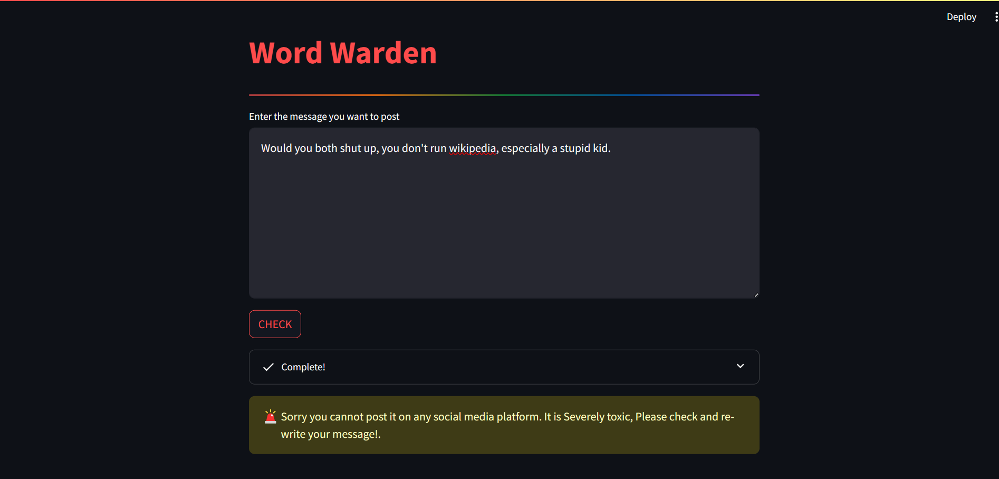 Deploy
Word Warden
Enter the message you want to post
Would you both shut up, you don't run wikipedia, especially a stupid kid.
CHECK
Complete!
Sorry you cannot post it on any social media platform. It is Severely toxic, Please check and re-
write your message!.